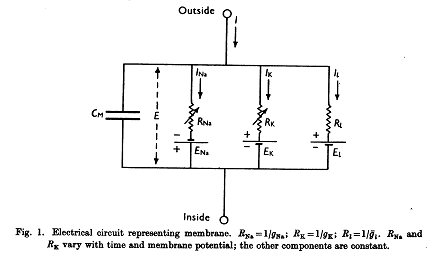 Outside
I
I_Na I_K I_l
C_M E R_Na R_K R_l
− + +
+ E_Na − E_K − E_l
Inside
Fig. 1. Electrical circuit representing membrane. R_Na=1/g_Na; R_K=1/g_K; R_l=1/ḡ_l. R_Na and
R_K vary with time and membrane potential; the other components are constant.